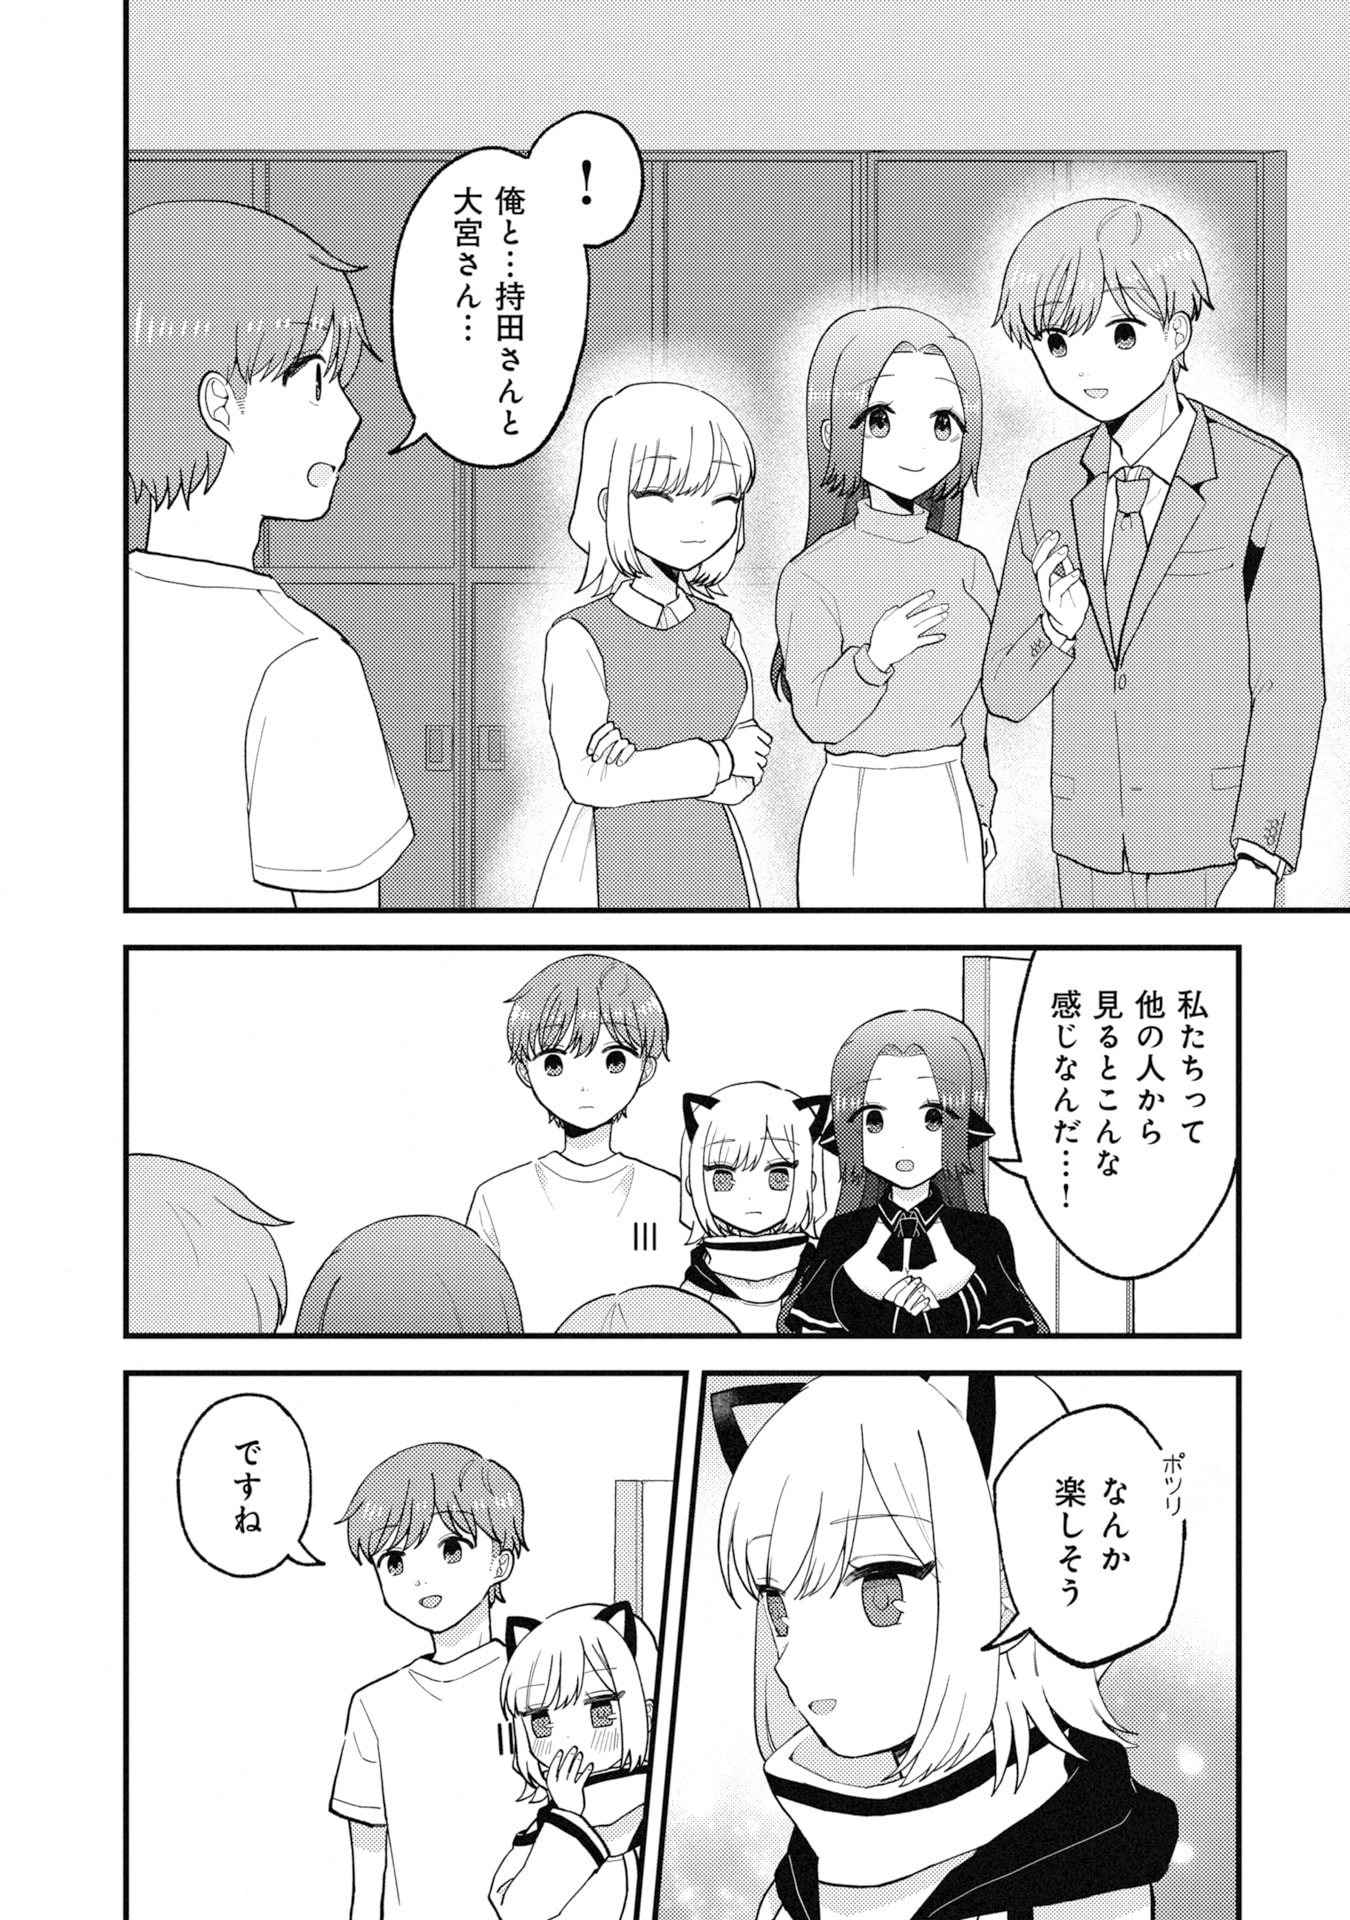 !
俺と…持田さんと
大宮さん…
私たちって
他の人から
見るとこんな
感じなんだ…!
ポツリ
なんか
楽しそう
ですね